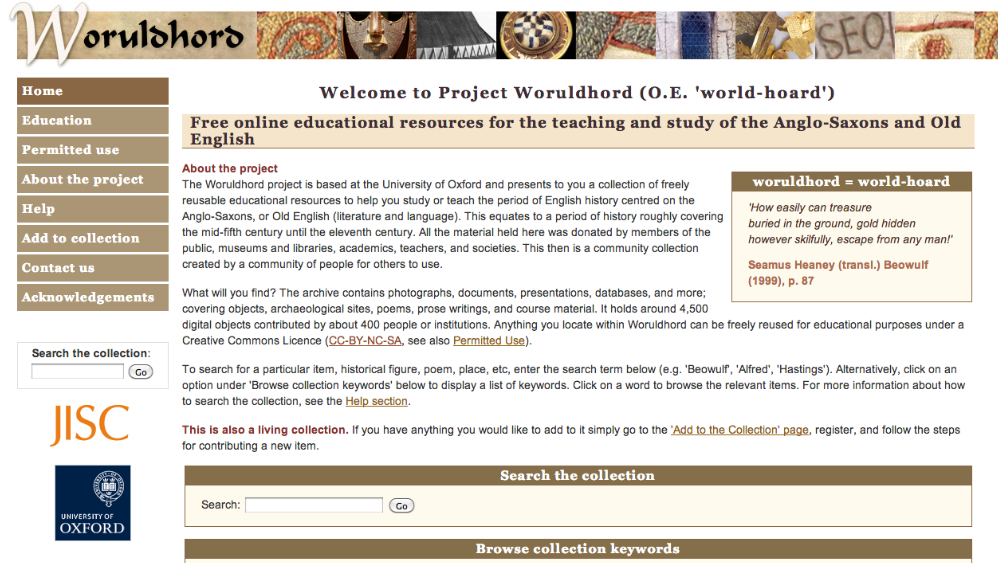 Woruldhord
SEO
Home
Education
Permitted use
About the project
Help
Add to collection
Contact us
Acknowledgements
Search the collection:
Go
JISC
UNIVERSITY OF
OXFORD
Welcome to Project Woruldhord (O.E. 'world-hoard')
Free online educational resources for the teaching and study of the Anglo-Saxons and Old
English
About the project
The Woruldhord project is based at the University of Oxford and presents to you a collection of freely
reusable educational resources to help you study or teach the period of English history centred on the
Anglo-Saxons, or Old English (literature and language). This equates to a period of history roughly covering
the mid-fifth century until the eleventh century. All the material held here was donated by members of the
public, museums and libraries, academics, teachers, and societies. This then is a community collection
created by a community of people for others to use.
woruldhord = world-hoard
'How easily can treasure
buried in the ground, gold hidden
however skilfully, escape from any man!'
Seamus Heaney (transl.) Beowulf
(1999), p. 87
What will you find? The archive contains photographs, documents, presentations, databases, and more;
covering objects, archaeological sites, poems, prose writings, and course material. It holds around 4,500
digital objects contributed by about 400 people or institutions. Anything you locate within Woruldhord can be freely reused for educational purposes under a
Creative Commons Licence (CC-BY-NC-SA, see also Permitted Use).
To search for a particular item, historical figure, poem, place, etc, enter the search term below (e.g. 'Beowulf', 'Alfred', 'Hastings'). Alternatively, click on an
option under 'Browse collection keywords' below to display a list of keywords. Click on a word to browse the relevant items. For more information about how
to search the collection, see the Help section.
This is also a living collection. If you have anything you would like to add to it simply go to the 'Add to the Collection' page, register, and follow the steps
for contributing a new item.
Search the collection
Search: Go
Browse collection keywords